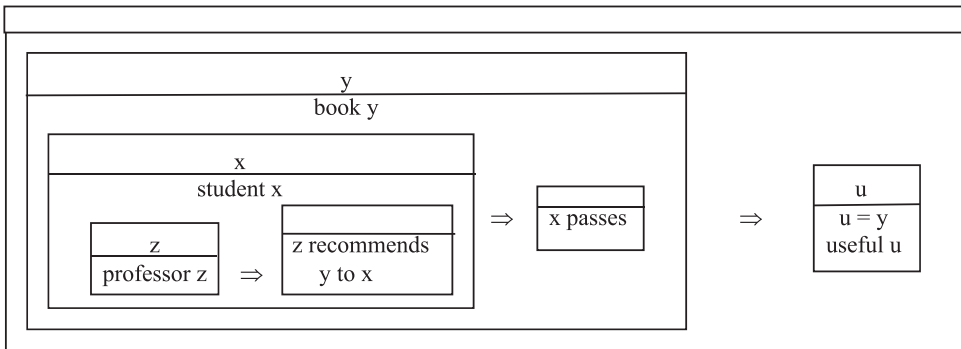 y
book y
x
student x
z
professor z
⇒
z recommends
y to x
⇒
x passes
⇒
u
u = y
useful u